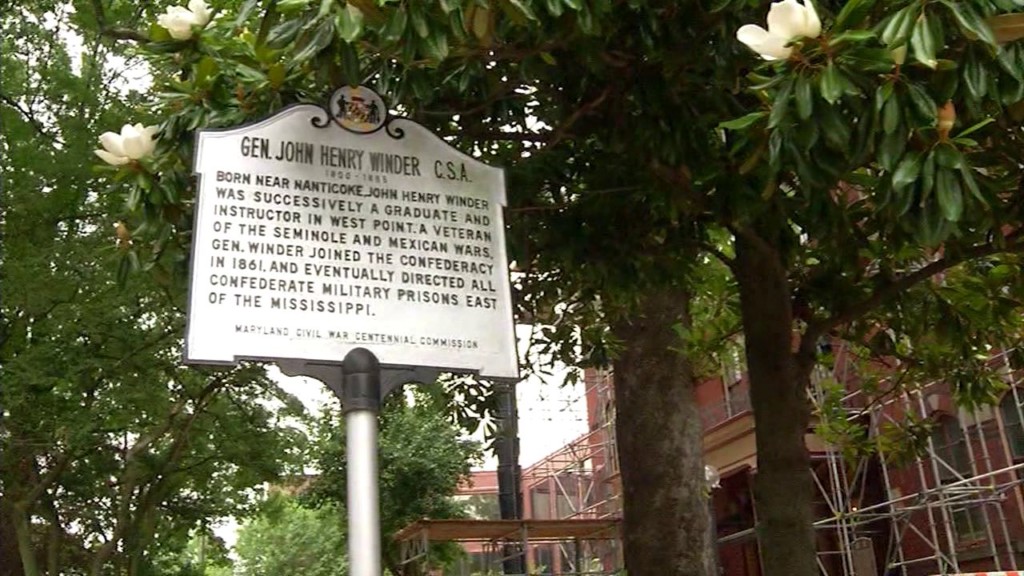 GEN. JOHN HENRY WINDER C.S.A.
1800-1865
BORN NEAR NANTICOKE, JOHN HENRY WINDER
WAS SUCCESSIVELY A GRADUATE AND
INSTRUCTOR IN WEST POINT, A VETERAN
OF THE SEMINOLE AND MEXICAN WARS.
GEN. WINDER JOINED THE CONFEDERACY
IN 1861, AND EVENTUALLY DIRECTED ALL
CONFEDERATE MILITARY PRISONS EAST
OF THE MISSISSIPPI.
MARYLAND CIVIL WAR CENTENNIAL COMMISSION